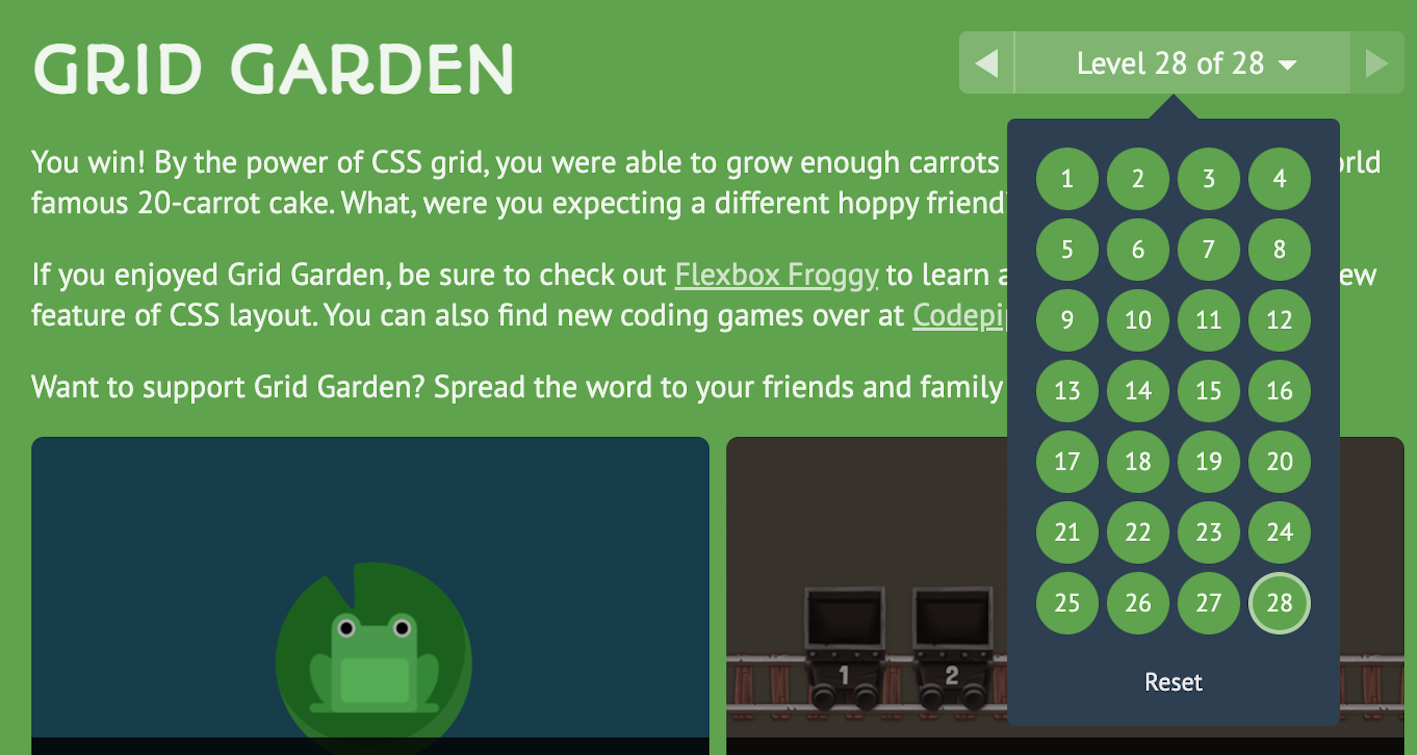 GRID GARDEN
Level 28 of 28
You win! By the power of CSS grid, you were able to grow enough carrots
famous 20-carrot cake. What, were you expecting a different hoppy friend
If you enjoyed Grid Garden, be sure to check out Flexbox Froggy to learn
feature of CSS layout. You can also find new coding games over at
Want to support Grid Garden? Spread the word to your friends and family
1 2 3 4
5 6 7 8
9 10 11 12
13 14 15 16
17 18 19 20
21 22 23 24
25 26 27 28
Reset
1 2